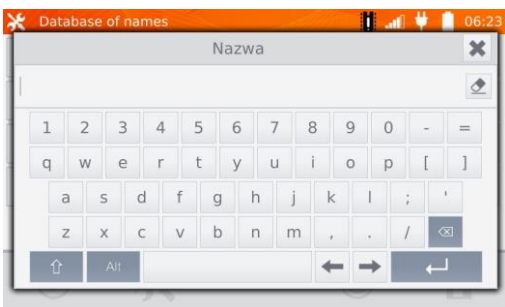 Database of names 06:23
Nazwa
1 2 3 4 5 6 7 8 9 0 - =
q w e r t y u i o p [ ]
a s d f g h j k l ; '
z x c v b n m , . /
Alt